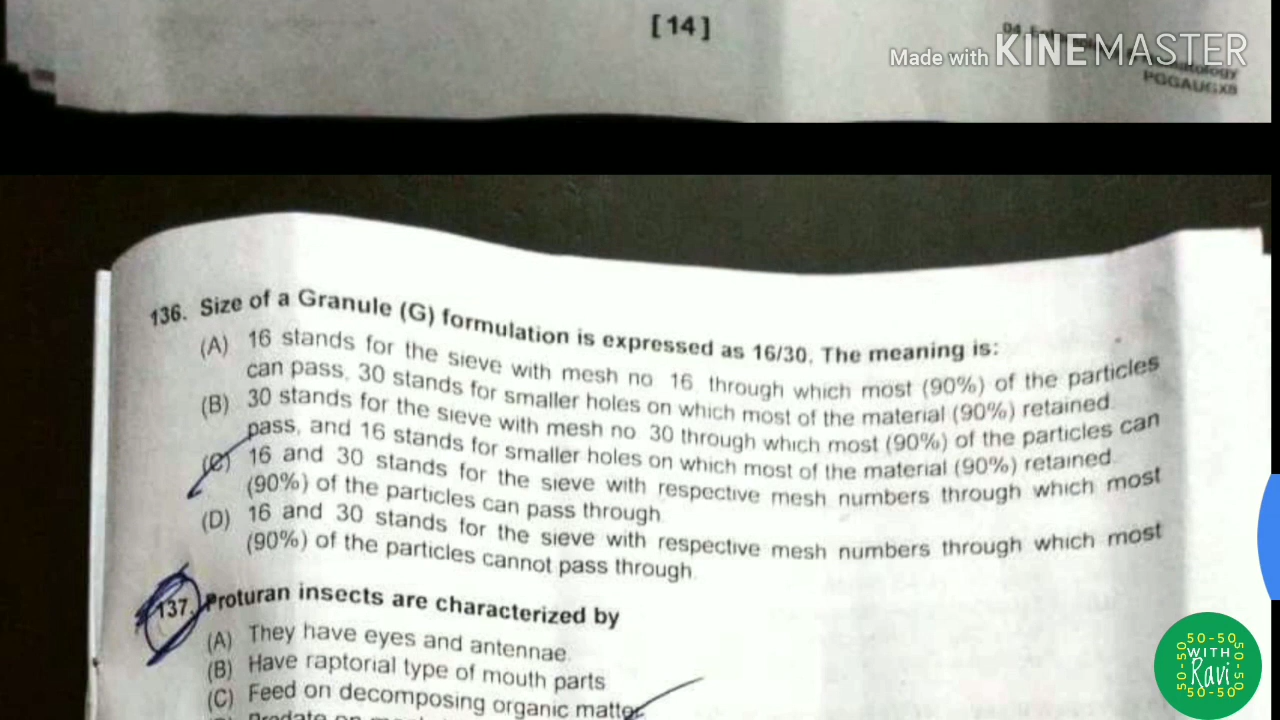 [14]
Made with KINEMASTER
PGGAUGX8
136. Size of a Granule (G) formulation is expressed as 16/30. The meaning is:
(A) 16 stands for the sieve with mesh no 16 through which most (90%) of the particles
can pass, 30 stands for smaller holes on which most of the material (90%) retained.
(B) 30 stands for the sieve with mesh no 30 through which most (90%) of the particles can
pass, and 16 stands for smaller holes on which most of the material (90%) retained.
(C) 16 and 30 stands for the sieve with respective mesh numbers through which most
(90%) of the particles can pass through
(D) 16 and 30 stands for the sieve with respective mesh numbers through which most
(90%) of the particles cannot pass through.
137. Proturan insects are characterized by
(A) They have eyes and antennae.
(B) Have raptorial type of mouth parts
(C) Feed on decomposing organic matter
50-50
50-50 WITH 50-50
Ravi
50-50